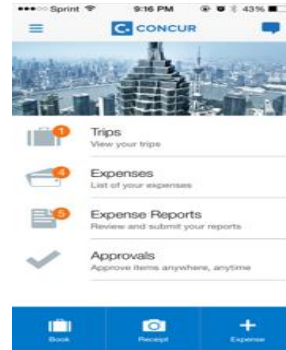 Sprint 9:16 PM 43%
C. CONCUR
1 Trips
View your trips
4 Expenses
List of your expenses
5 Expense Reports
Review and submit your reports
Approvals
Approve items anywhere, anytime
Book Receipt Expense